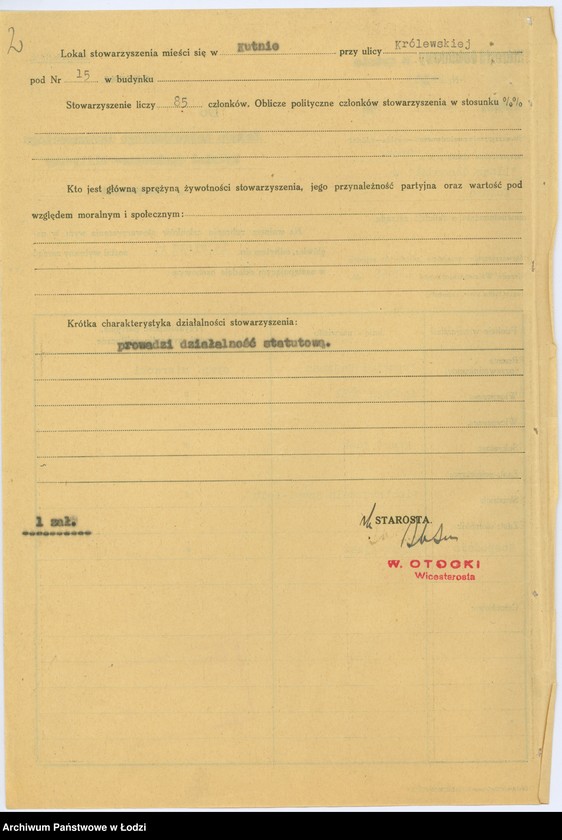 2
Lokal stowarzyszenia mieści się w Kutnie przy ulicy Królewskiej
pod Nr 15 w budynku
Stowarzyszenie liczy 85 członków. Oblicze polityczne członków stowarzyszenia w stosunku %%
Kto jest główną sprężyną żywotności stowarzyszenia, jego przynależność partyjna oraz wartość pod
względem moralnym i społecznym:
Krótka charakterystyka działalności stowarzyszenia:
prowadzi działalność statutową.
1 zał.
STAROSTA.
W. OTOCKI
Wicestarosta
Archiwum Państwowe w Łodzi